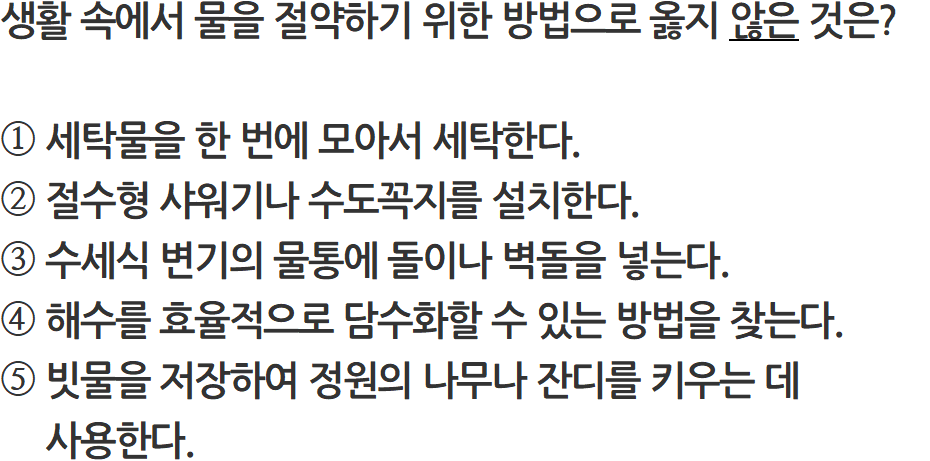 생활 속에서 물을 절약하기 위한 방법으로 옳지 않은 것은?
① 세탁물을 한 번에 모아서 세탁한다.
② 절수형 샤워기나 수도꼭지를 설치한다.
③ 수세식 변기의 물통에 돌이나 벽돌을 넣는다.
④ 해수를 효율적으로 담수화할 수 있는 방법을 찾는다.
⑤ 빗물을 저장하여 정원의 나무나 잔디를 키우는 데
사용한다.